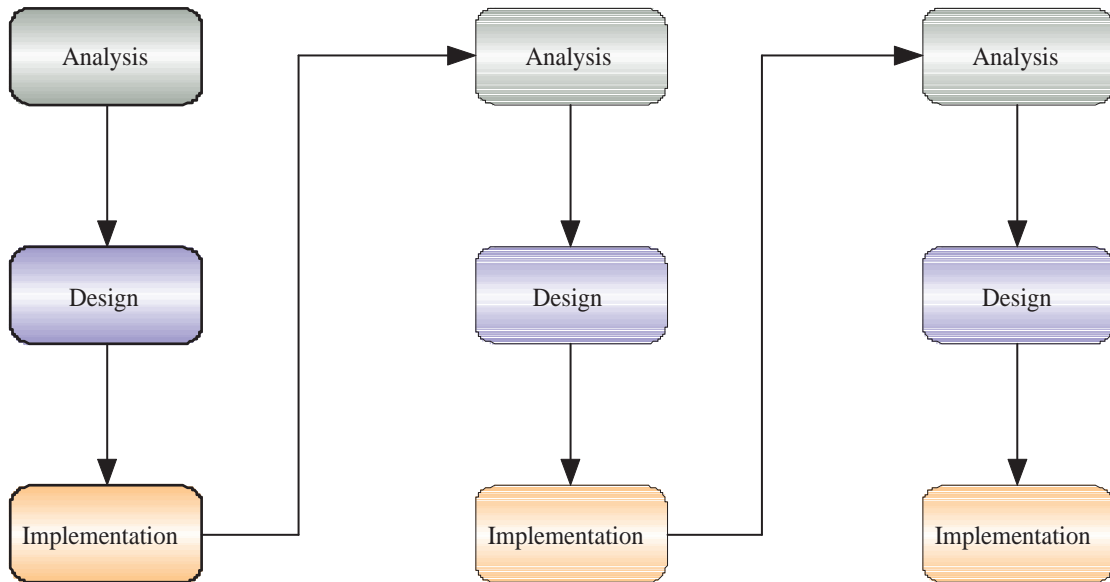 Analysis
Design
Implementation
Analysis
Design
Implementation
Analysis
Design
Implementation